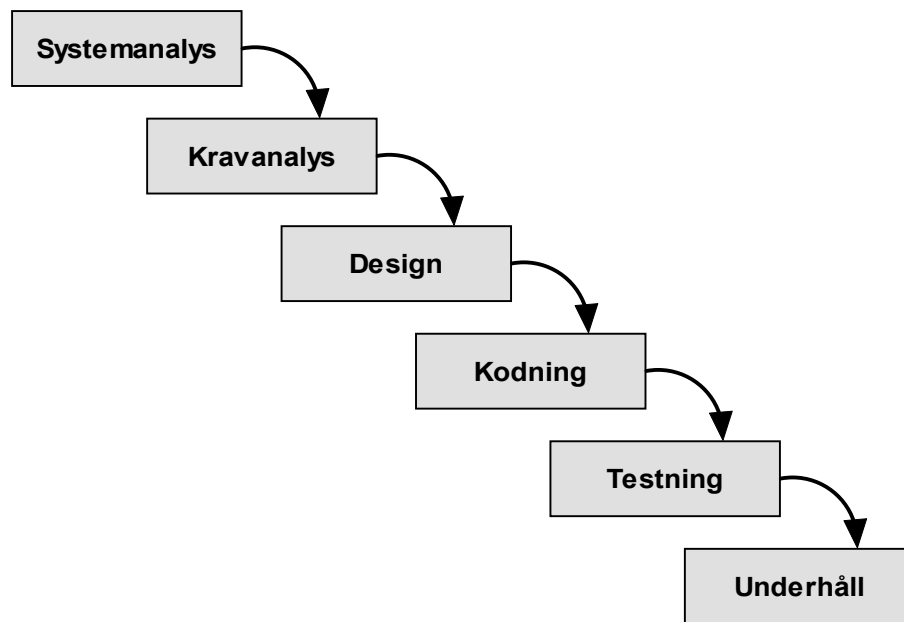 Systemanalys
Kravanalys
Design
Kodning
Testning
Underhåll